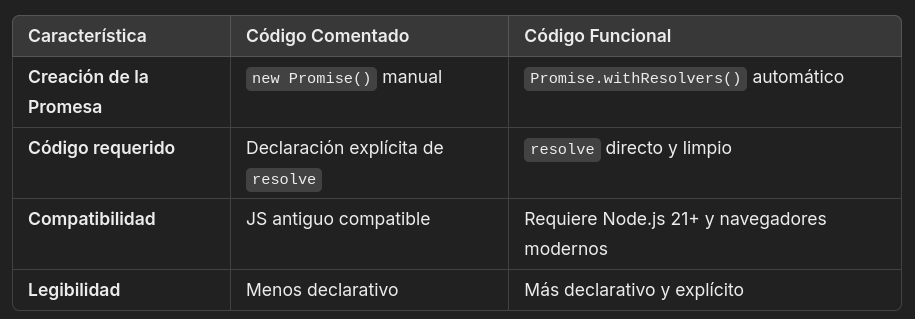 Característica Código Comentado Código Funcional
Creación de la Promesa new Promise() manual Promise.withResolvers() automático
Código requerido Declaración explícita de resolve resolve directo y limpio
Compatibilidad JS antiguo compatible Requiere Node.js 21+ y navegadores modernos
Legibilidad Menos declarativo Más declarativo y explícito